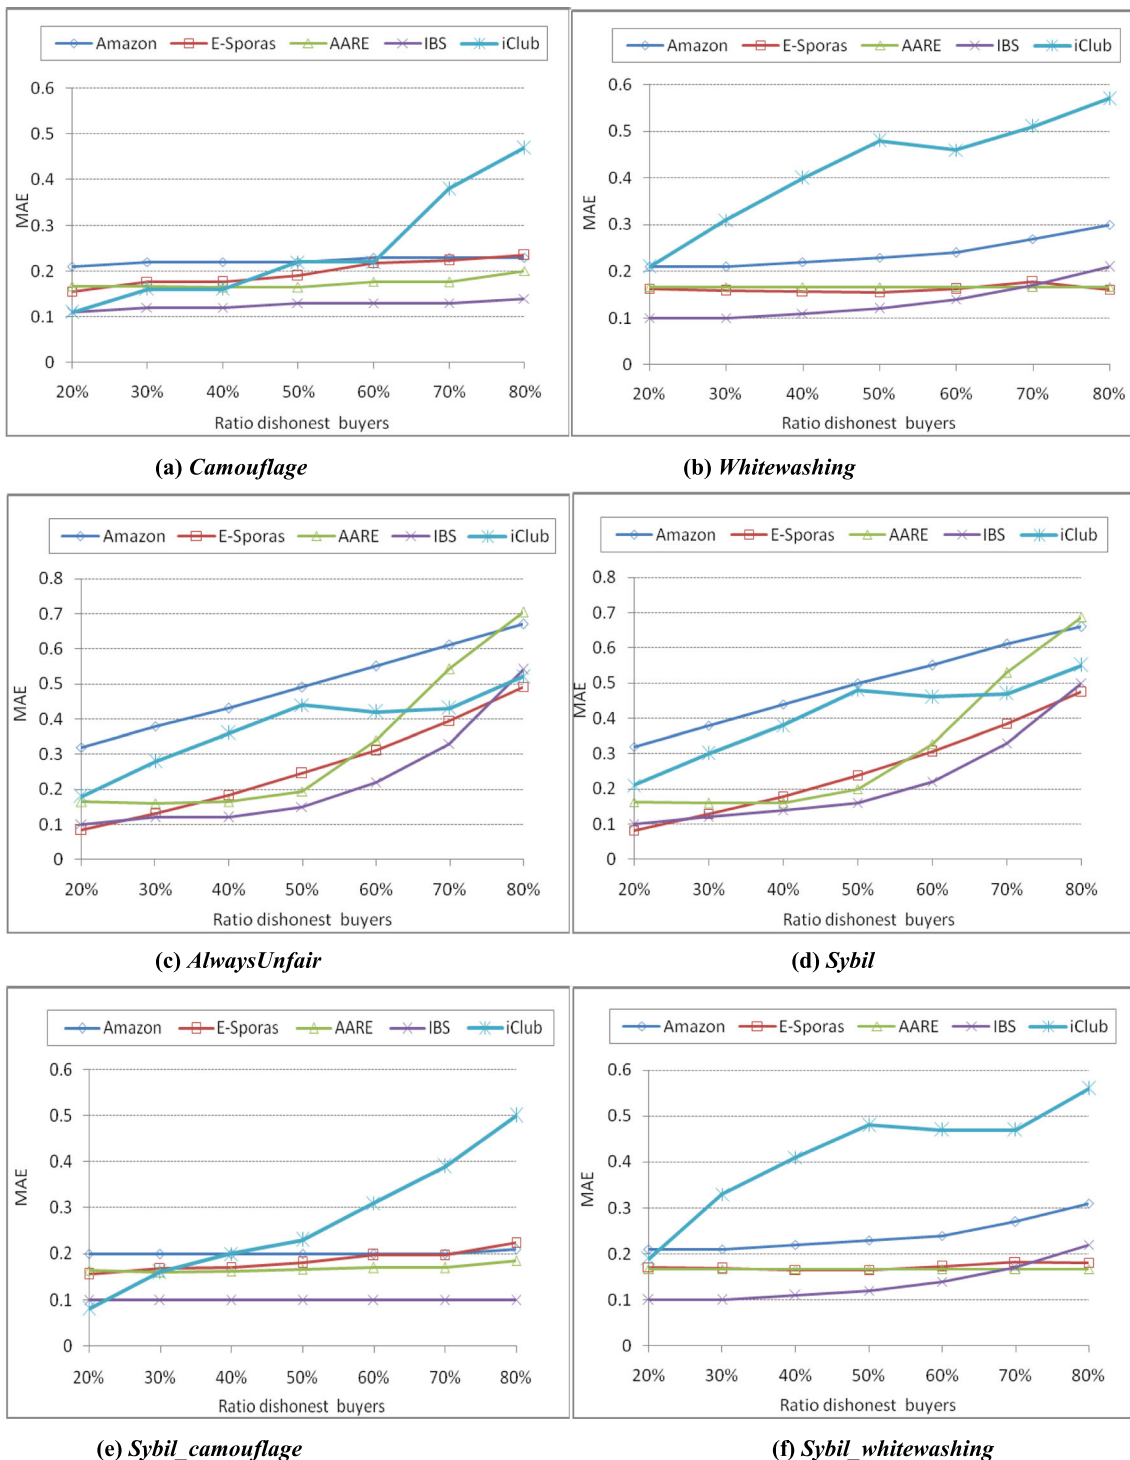 Amazon E-Sporas AARE IBS iClub
0.6
0.5
0.4
0.3
0.2
0.1
0
MAE
20% 30% 40% 50% 60% 70% 80%
Ratio dishonest buyers
(a) Camouflage
Amazon E-Sporas AARE IBS iClub
0.6
0.5
0.4
0.3
0.2
0.1
0
MAE
20% 30% 40% 50% 60% 70% 80%
Ratio dishonest buyers
(b) Whitewashing
Amazon E-Sporas AARE IBS iClub
0.8
0.7
0.6
0.5
0.4
0.3
0.2
0.1
0
MAE
20% 30% 40% 50% 60% 70% 80%
Ratio dishonest buyers
(c) AlwaysUnfair
Amazon E-Sporas AARE IBS iClub
0.8
0.7
0.6
0.5
0.4
0.3
0.2
0.1
0
MAE
20% 30% 40% 50% 60% 70% 80%
Ratio dishonest buyers
(d) Sybil
Amazon E-Sporas AARE IBS iClub
0.6
0.5
0.4
0.3
0.2
0.1
0
MAE
20% 30% 40% 50% 60% 70% 80%
Ratio dishonest buyers
(e) Sybil_camouflage
Amazon E-Sporas AARE IBS iClub
0.6
0.5
0.4
0.3
0.2
0.1
0
MAE
20% 30% 40% 50% 60% 70% 80%
Ratio dishonest buyers
(f) Sybil_whitewashing